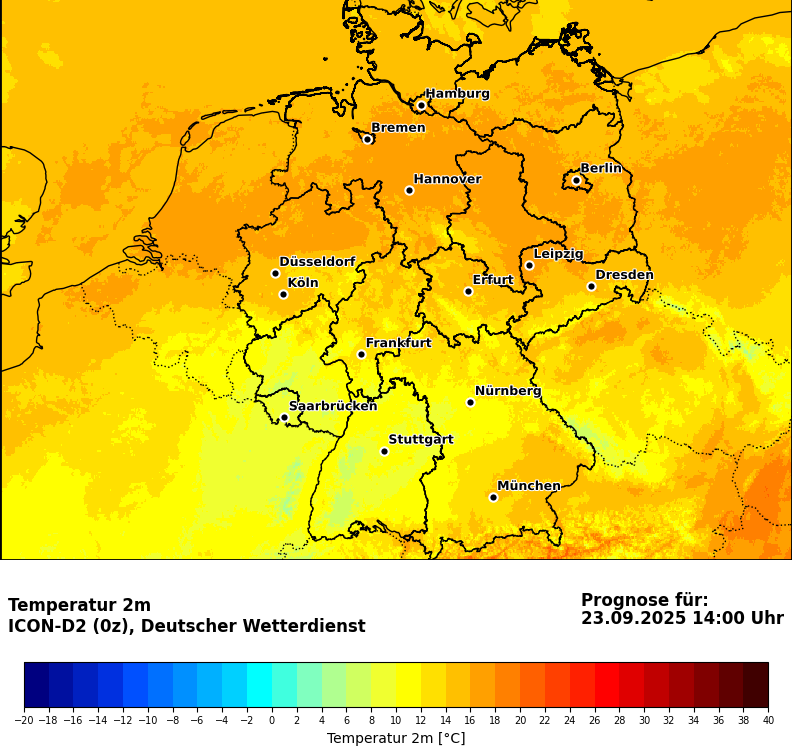 Hamburg
Bremen
Berlin
Hannover
Leipzig
Düsseldorf
Dresden
Köln
Erfurt
Frankfurt
Nürnberg
Saarbrücken
Stuttgart
München
Temperatur 2m
ICON-D2 (0z), Deutscher Wetterdienst
Prognose für:
23.09.2025 14:00 Uhr
−20 −18 −16 −14 −12 −10 −8 −6 −4 −2 0 2 4 6 8 10 12 14 16 18 20 22 24 26 28 30 32 34 36 38 40
Temperatur 2m [°C]